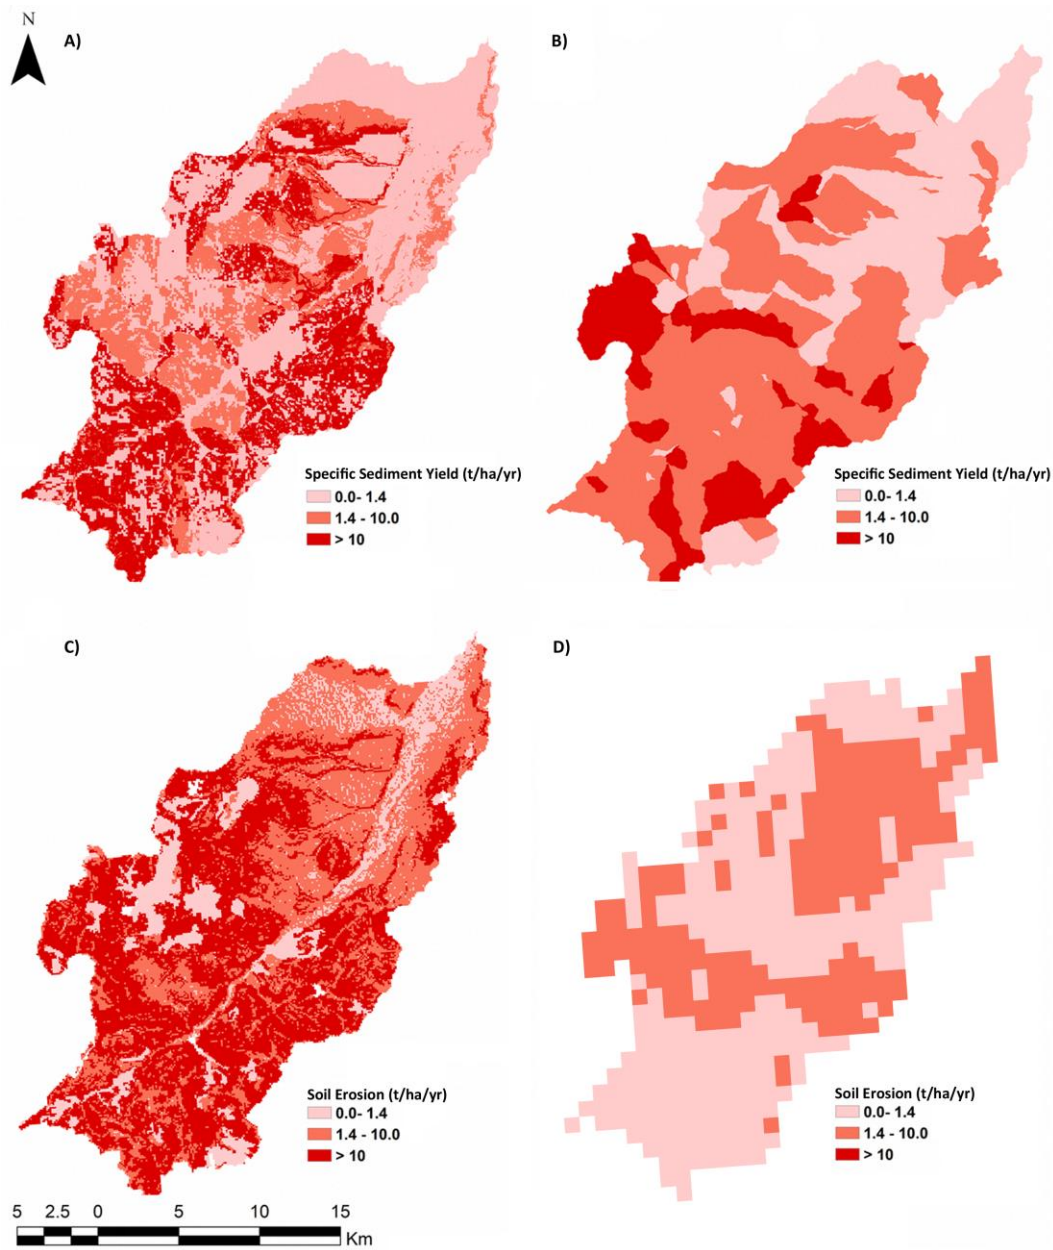 N
A)
B)
Specific Sediment Yield (t/ha/yr)
0.0- 1.4
1.4 - 10.0
> 10
Specific Sediment Yield (t/ha/yr)
0.0- 1.4
1.4 - 10.0
> 10
C)
D)
Soil Erosion (t/ha/yr)
0.0- 1.4
1.4 - 10.0
> 10
Soil Erosion (t/ha/yr)
0.0- 1.4
1.4 - 10.0
> 10
5 2.5 0 5 10 15
Km